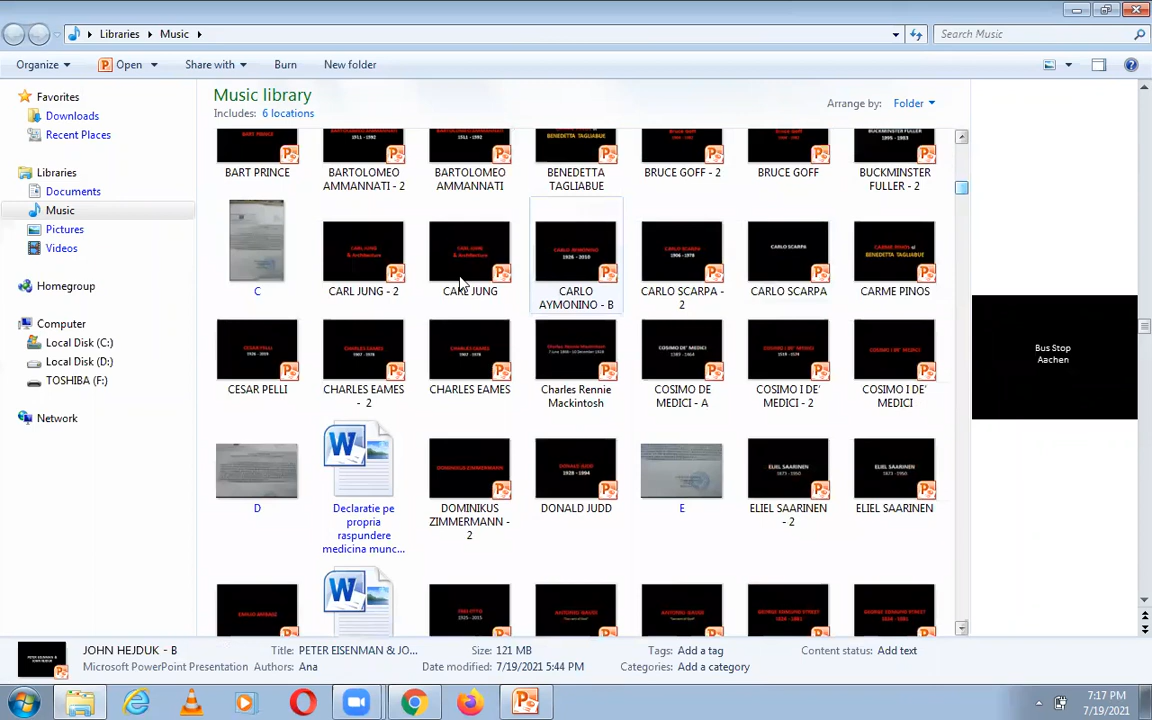 Libraries
Music
Search Music
Organize
Open
Share with
Burn
New folder
Favorites
Downloads
Recent Places
Libraries
Documents
Music
Pictures
Videos
Homegroup
Computer
Local Disk (C:)
Local Disk (D:)
TOSHIBA (F:)
Network
Music library
Includes: 6 locations
Arrange by: Folder
BART PRINCE
BARTOLOMEO AMMANNATI - 2
BARTOLOMEO AMMANNATI
BENEDETTA TAGLIABUE
BRUCE GOFF - 2
BRUCE GOFF
BUCKMINSTER FULLER - 2
C
CARL JUNG - 2
CARL JUNG
CARLO AYMONINO - B
CARLO SCARPA - 2
CARLO SCARPA
CARME PINOS
CESAR PELLI
CHARLES EAMES - 2
CHARLES EAMES
Charles Rennie Mackintosh
COSIMO DE MEDICI - A
COSIMO I DE' MEDICI - 2
COSIMO I DE' MEDICI
D
Declaratie pe propria raspundere medicina munc...
DOMINIKUS ZIMMERMANN - 2
DONALD JUDD
E
ELIEL SAARINEN - 2
ELIEL SAARINEN
Bus Stop
Aachen
JOHN HEJDUK - B
Microsoft PowerPoint Presentation
Title: PETER EISENMAN & JO...
Authors: Ana
Size: 121 MB
Date modified: 7/19/2021 5:44 PM
Tags: Add a tag
Categories: Add a category
Content status: Add text
7:17 PM
7/19/2021